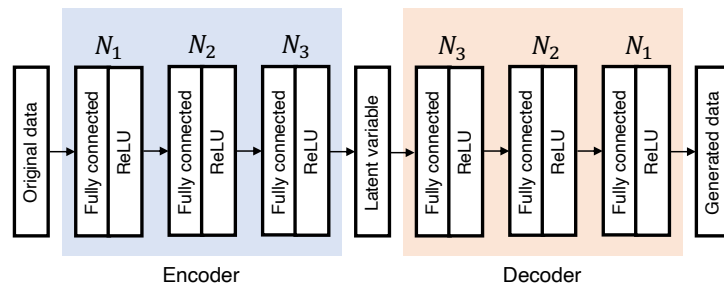 N₁
N₂
N₃
N₃
N₂
N₁
Original data
Fully connected
ReLU
Fully connected
ReLU
Fully connected
ReLU
Latent variable
Fully connected
ReLU
Fully connected
ReLU
Fully connected
ReLU
Generated data
Encoder
Decoder